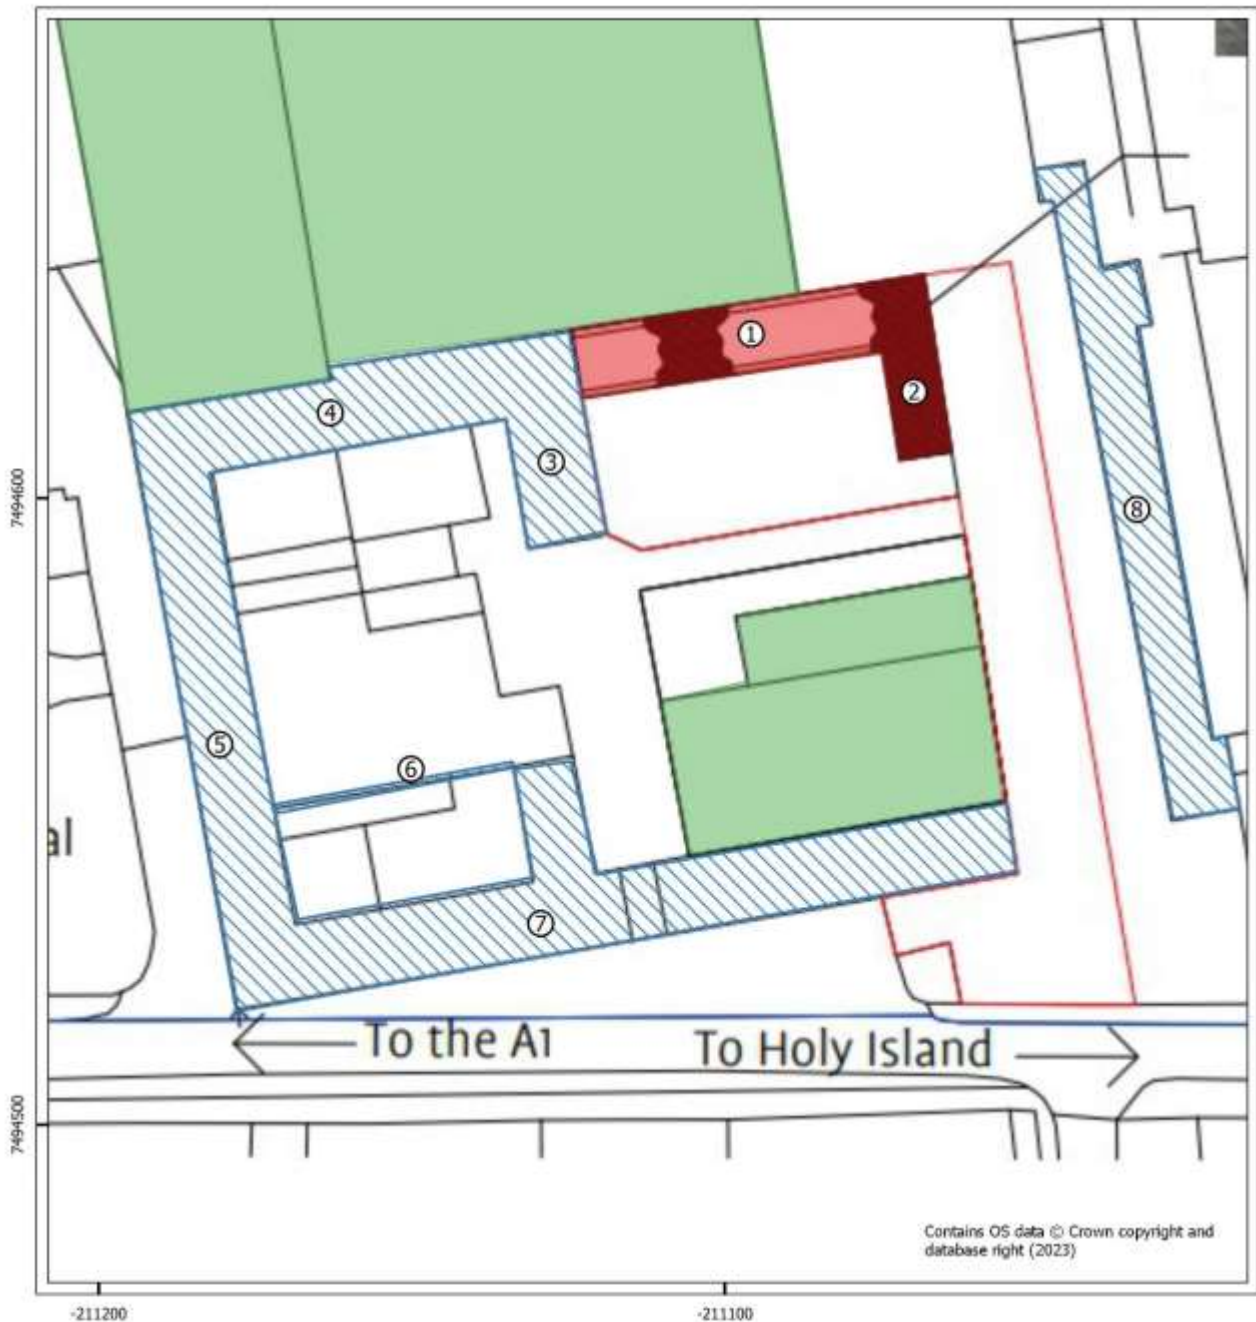 ①
②
④
③
⑧
7494600
⑤
⑥
al
⑦
To the A1
To Holy Island
7494500
Contains OS data © Crown copyright and
database right (2023)
-211200
-211100